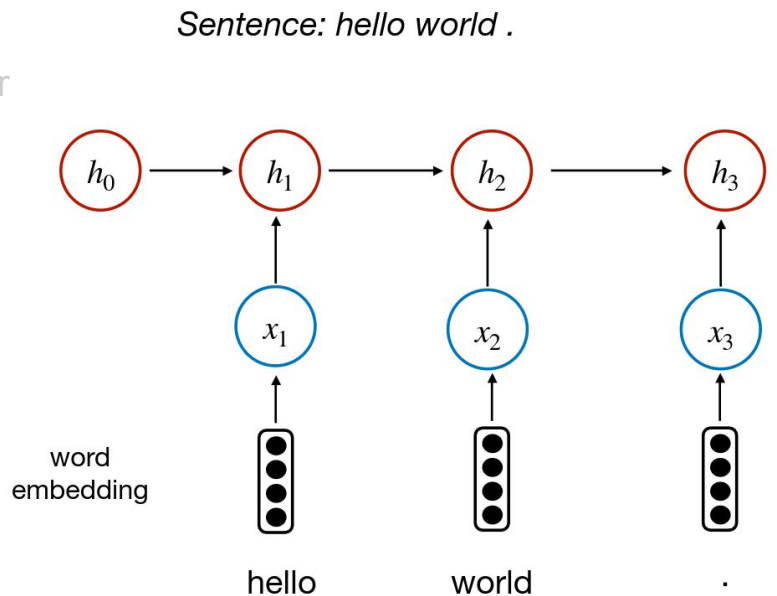 Sentence: hello world .
r
h0 h1 h2 h3
x1 x2 x3
word
embedding
hello world .